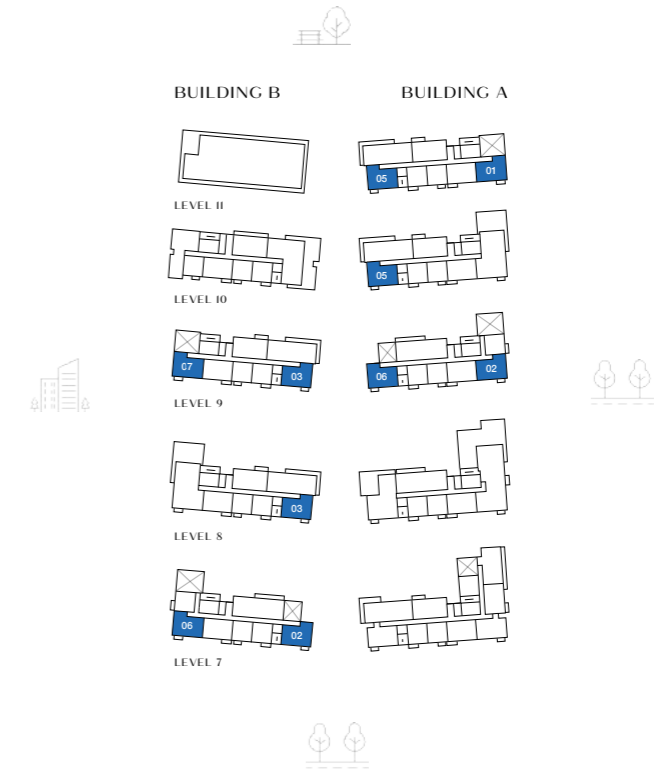 BUILDING B BUILDING A
05 01
LEVEL 11
05
LEVEL 10
07 03 06 02
LEVEL 9
03
LEVEL 8
06 02
LEVEL 7